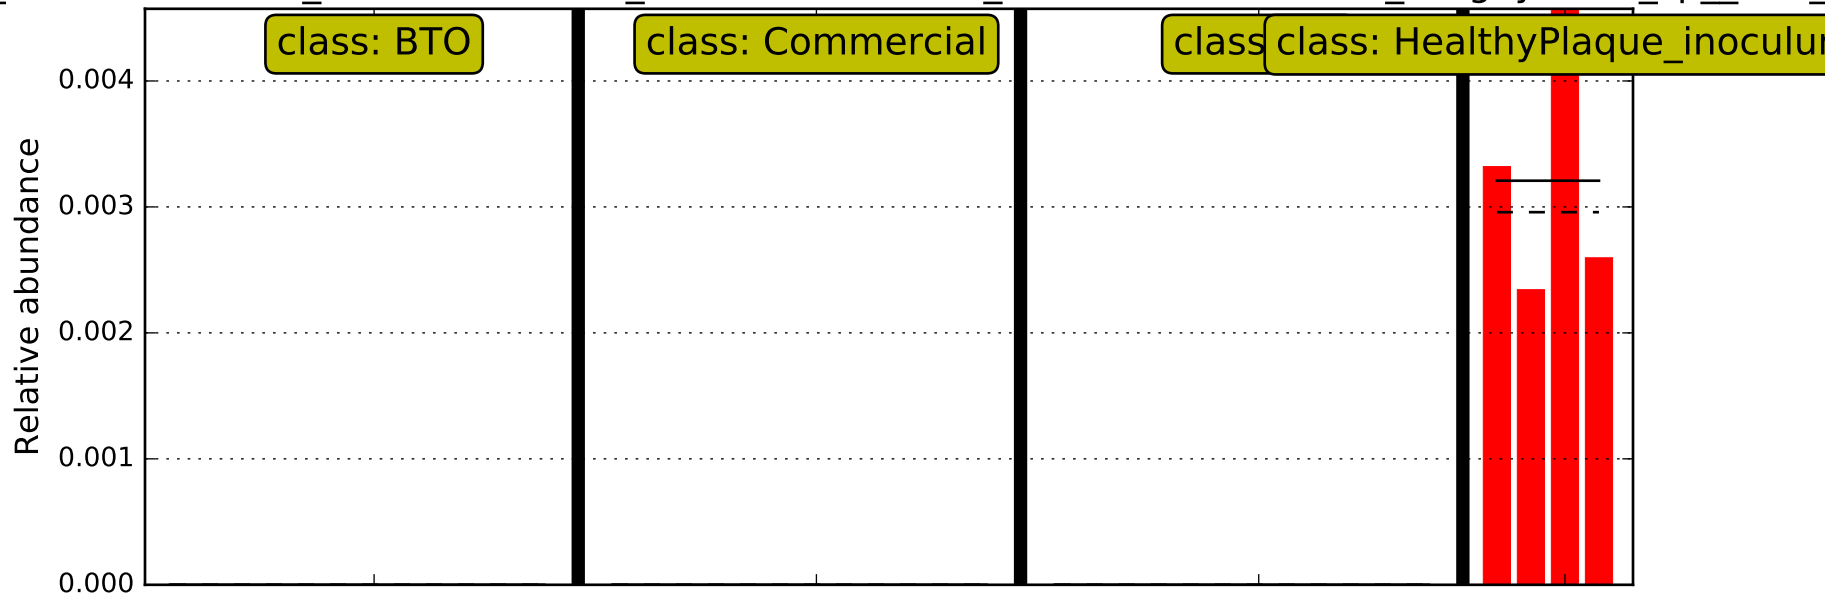 class: BTO
class: Commercial
class
class: HealthyPlaque_inoculu
0.004
0.003
0.002
0.001
0.000
Relative abundance